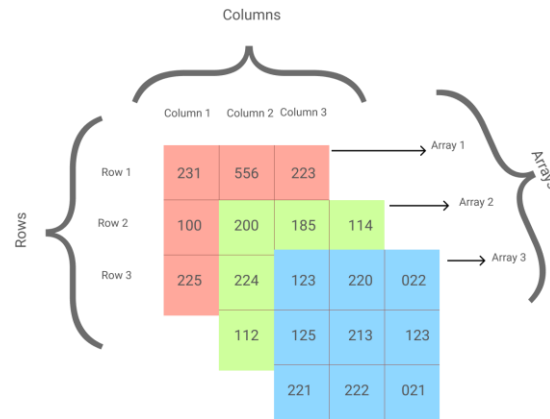 Columns
Column 1 Column 2 Column 3
Rows
Arrays
Array 1
Row 1 231 556 223
Array 2
Row 2 100 200 185 114
Array 3
Row 3 225 224 123 220 022
112 125 213 123
221 222 021